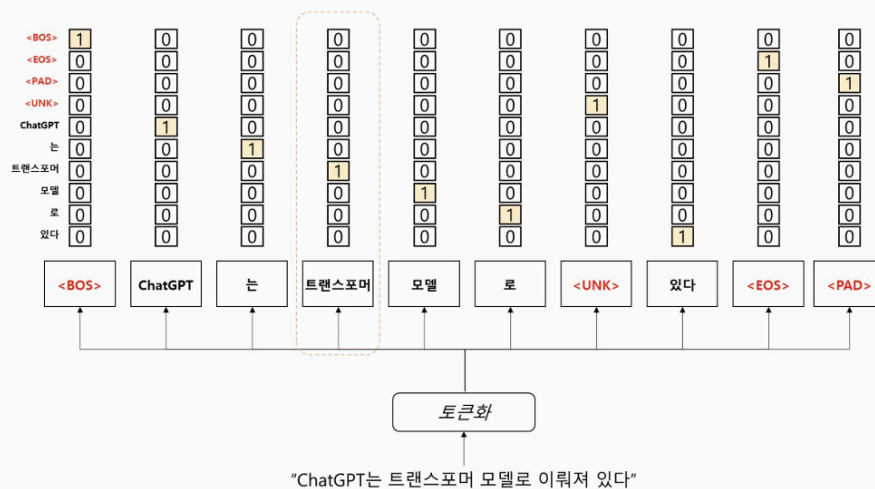 <BOS> 1 0 0 0 0 0 0 0 0 0
<EOS> 0 0 0 0 0 0 0 0 1 0
<PAD> 0 0 0 0 0 0 0 0 0 1
<UNK> 0 0 0 0 0 0 1 0 0 0
ChatGPT 0 1 0 0 0 0 0 0 0 0
는 0 0 1 0 0 0 0 0 0 0
트랜스포머 0 0 0 1 0 0 0 0 0 0
모델 0 0 0 0 1 0 0 0 0 0
로 0 0 0 0 0 1 0 0 0 0
있다 0 0 0 0 0 0 0 1 0 0
<BOS> ChatGPT 는 트랜스포머 모델 로 <UNK> 있다 <EOS> <PAD>
토큰화
"ChatGPT는 트랜스포머 모델로 이뤄져 있다"